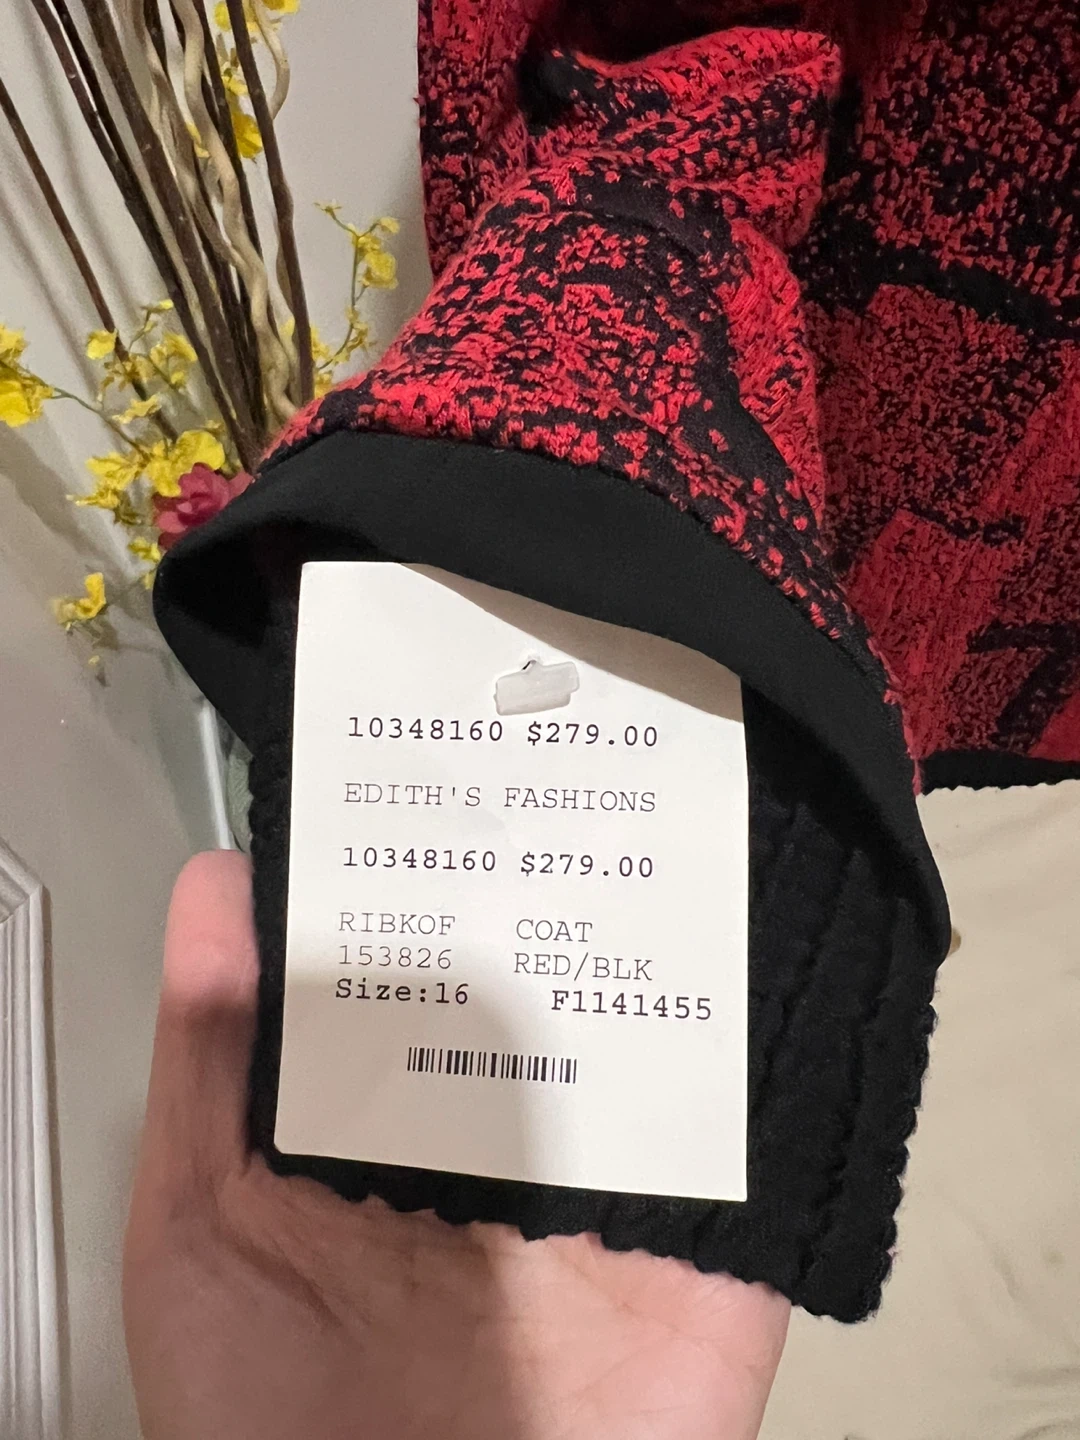 10348160 $279.00
EDITH'S FASHIONS
10348160 $279.00
RIBKOF COAT
153826 RED/BLK
Size:16 F1141455